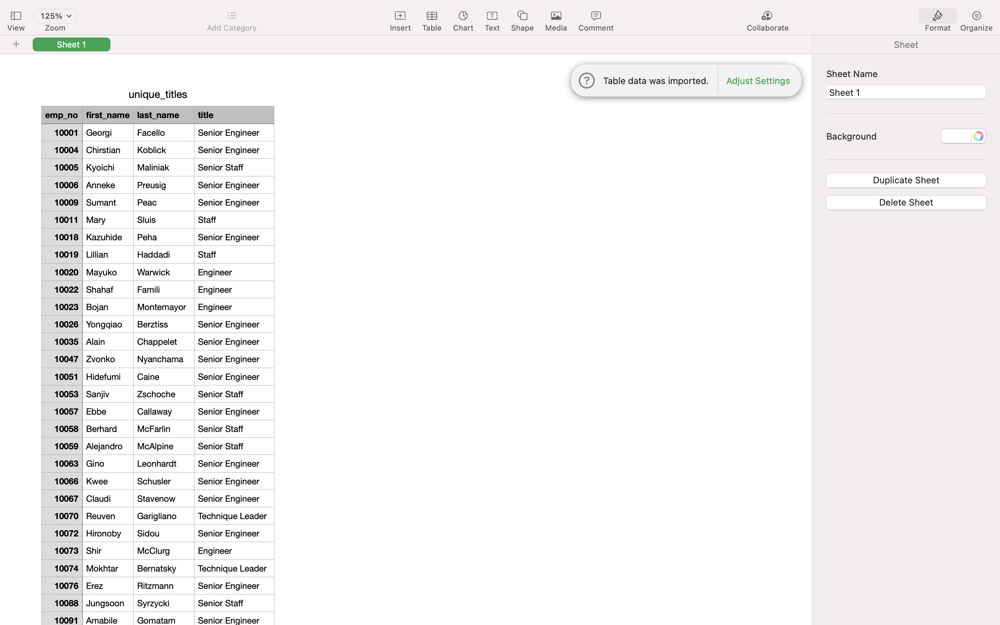 125%
View Zoom Add Category Insert Table Chart Text Shape Media Comment Collaborate Format Organize
Sheet 1
Sheet
Table data was imported. Adjust Settings
Sheet Name
Sheet 1
Background
Duplicate Sheet
Delete Sheet
unique_titles
emp_no first_name last_name title
10001 Georgi Facello Senior Engineer
10004 Chirstian Koblick Senior Engineer
10005 Kyoichi Maliniak Senior Staff
10006 Anneke Preusig Senior Engineer
10009 Sumant Peac Senior Engineer
10011 Mary Sluis Staff
10018 Kazuhide Peha Senior Engineer
10019 Lillian Haddadi Staff
10020 Mayuko Warwick Engineer
10022 Shahaf Famili Engineer
10023 Bojan Montemayor Engineer
10026 Yongqiao Berztiss Senior Engineer
10035 Alain Chappelet Senior Engineer
10047 Zvonko Nyanchama Senior Engineer
10051 Hidefumi Caine Senior Engineer
10053 Sanjiv Zschoche Senior Staff
10057 Ebbe Callaway Senior Engineer
10058 Berhard McFarlin Senior Staff
10059 Alejandro McAlpine Senior Staff
10063 Gino Leonhardt Senior Engineer
10066 Kwee Schusler Senior Engineer
10067 Claudi Stavenow Senior Engineer
10070 Reuven Garigliano Technique Leader
10072 Hironoby Sidou Senior Engineer
10073 Shir McClurg Engineer
10074 Mokhtar Bernatsky Technique Leader
10076 Erez Ritzmann Senior Engineer
10088 Jungsoon Syrzycki Senior Staff
10091 Amabile Gomatam Senior Engineer